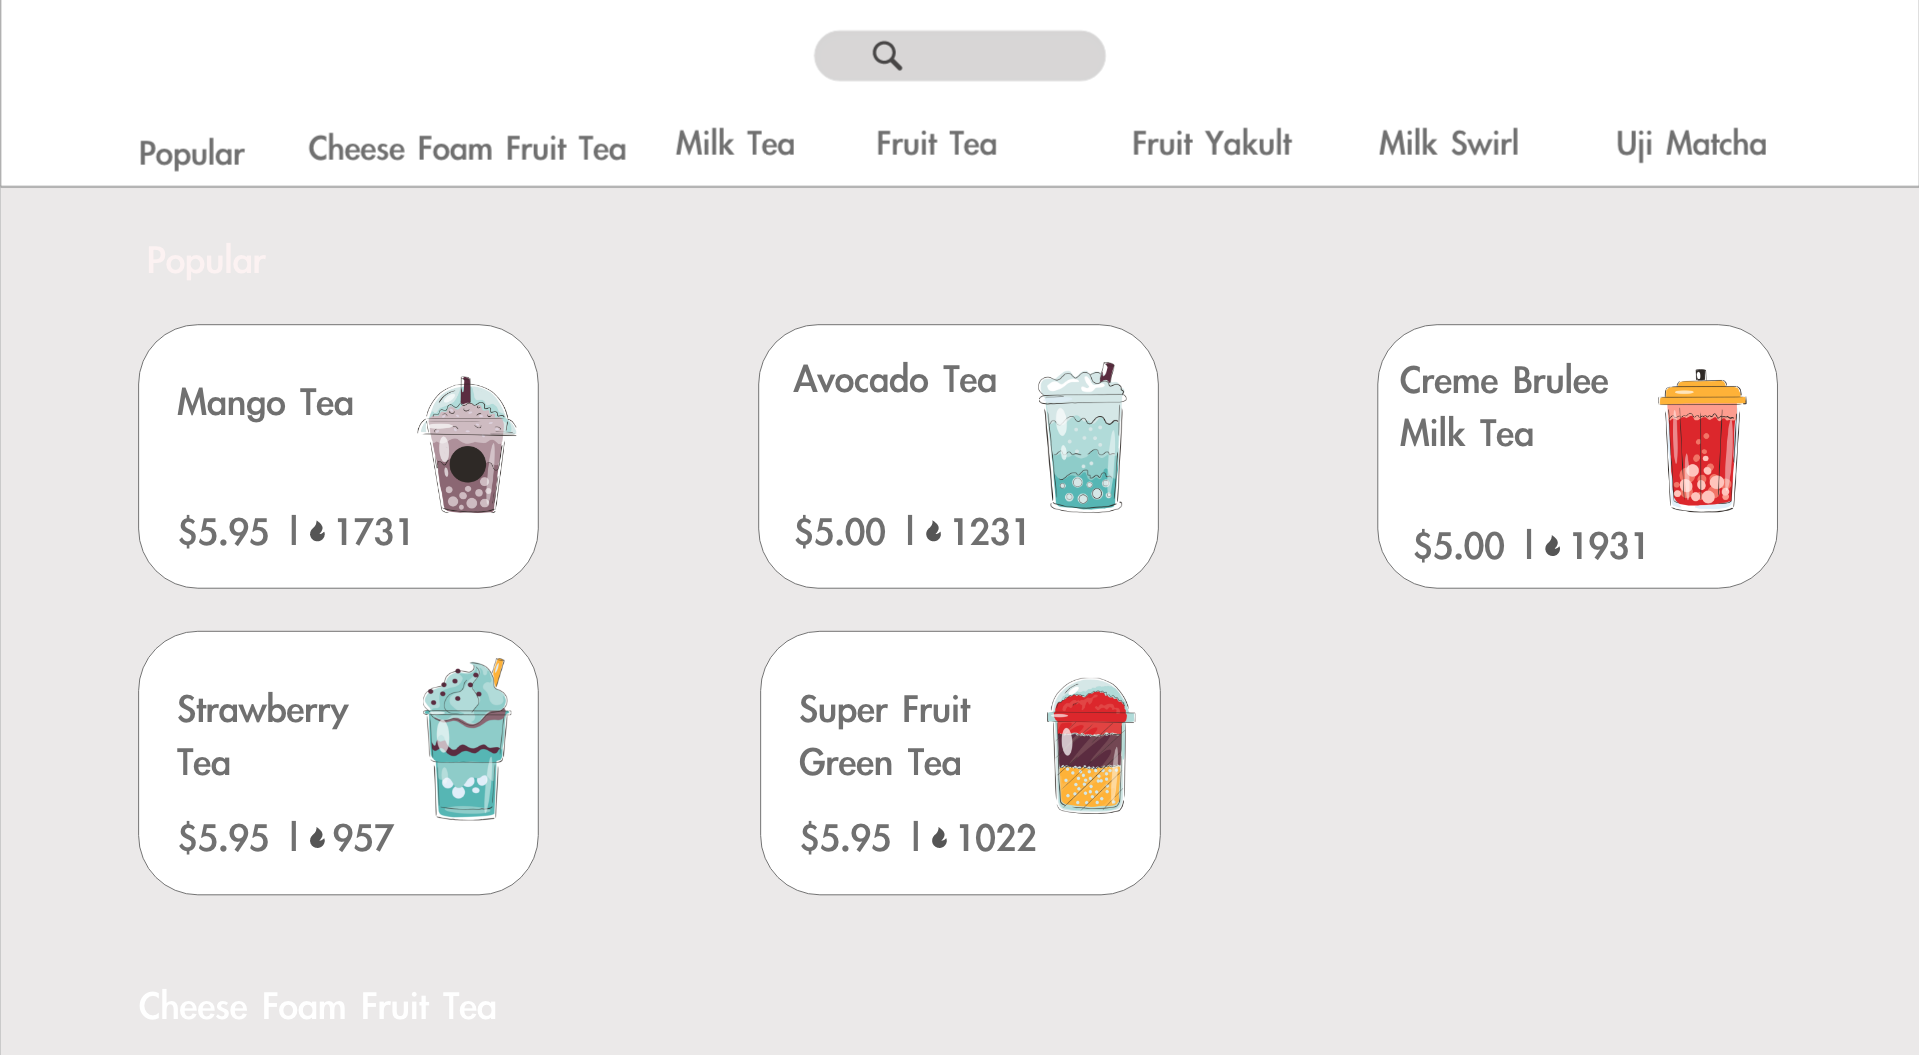 Popular
Cheese Foam Fruit Tea
Milk Tea
Fruit Tea
Fruit Yakult
Milk Swirl
Uji Matcha
Popular
Mango Tea
$5.95 | 1731
Avocado Tea
$5.00 | 1231
Creme Brulee
Milk Tea
$5.00 | 1931
Strawberry
Tea
$5.95 | 957
Super Fruit
Green Tea
$5.95 | 1022
Cheese Foam Fruit Tea